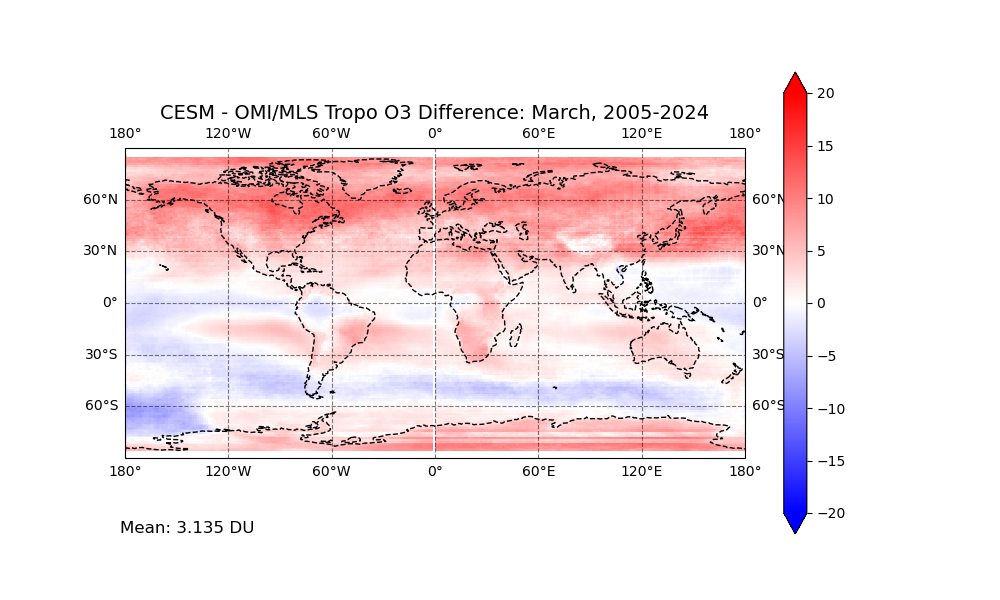 CESM - OMI/MLS Tropo O3 Difference: March, 2005-2024
180° 120°W 60°W 0° 60°E 120°E 180°
60°N 60°N
30°N 30°N
0° 0°
30°S 30°S
60°S 60°S
180° 120°W 60°W 0° 60°E 120°E 180°
20
15
10
5
0
−5
−10
−15
−20
Mean: 3.135 DU